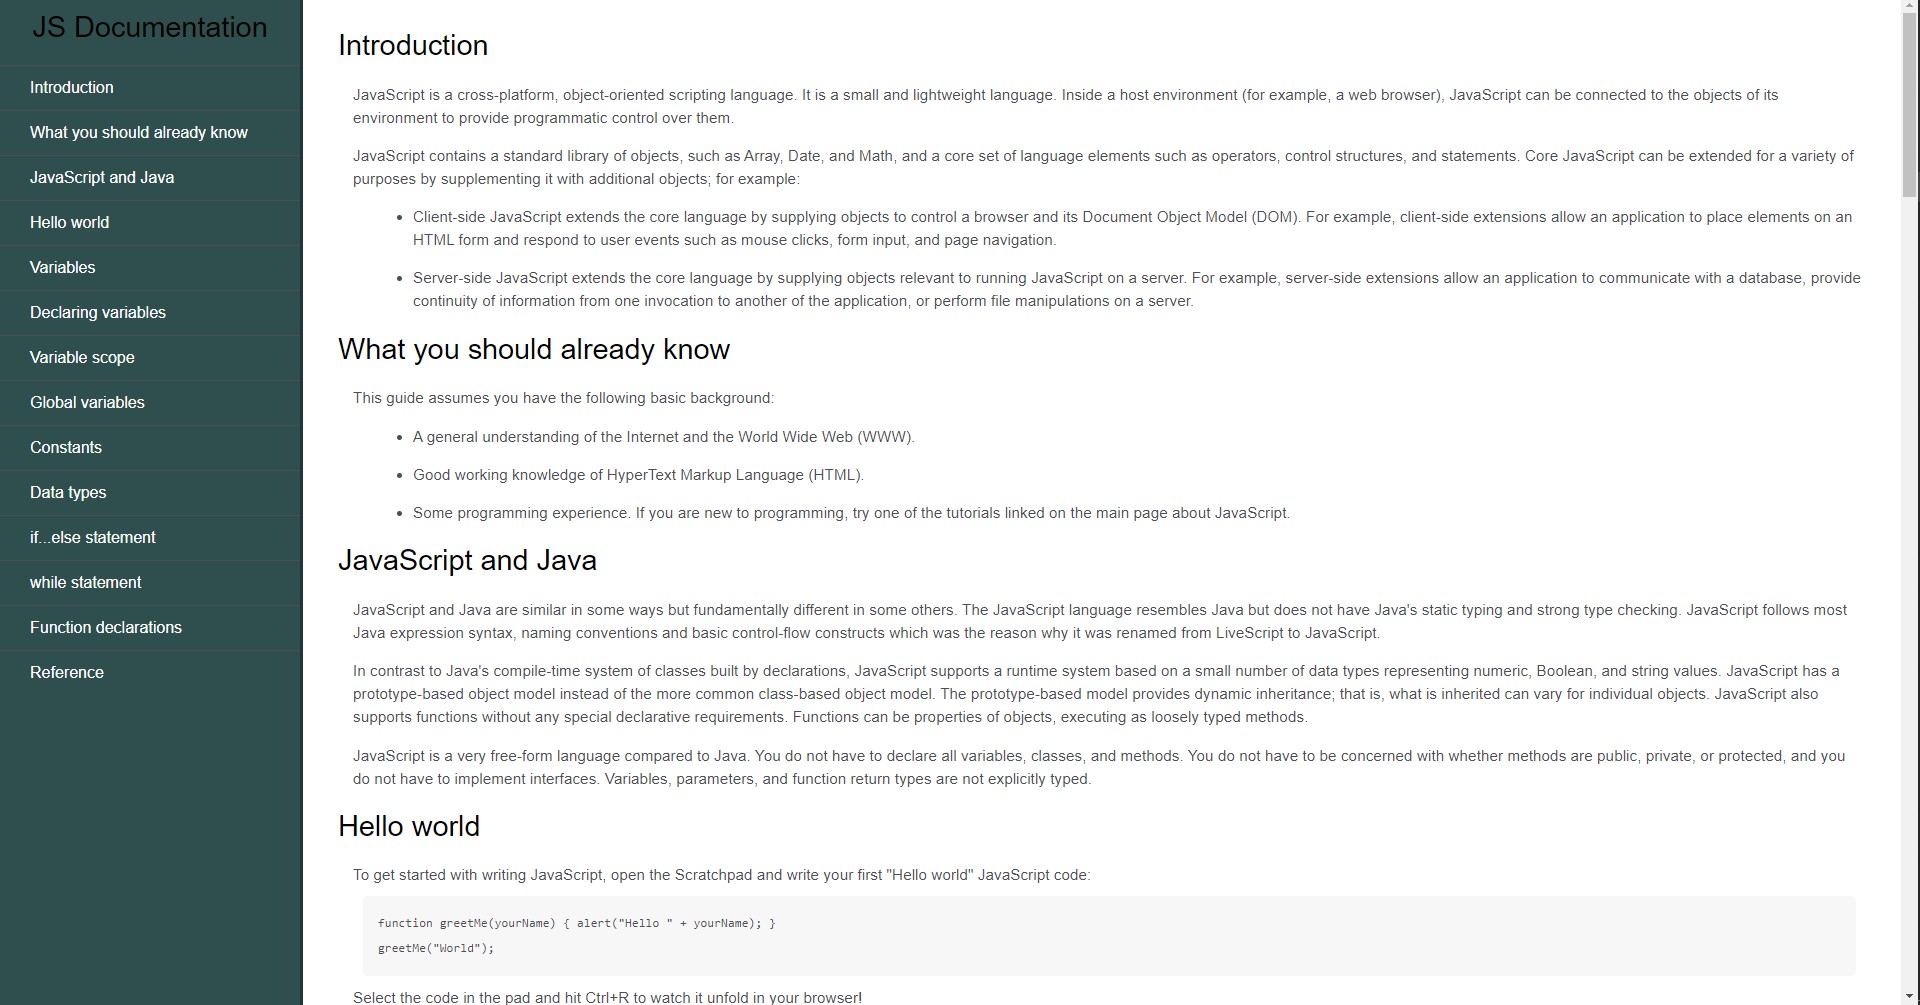 JS Documentation
Introduction
What you should already know
JavaScript and Java
Hello world
Variables
Declaring variables
Variable scope
Global variables
Constants
Data types
if...else statement
while statement
Function declarations
Reference
Introduction
JavaScript is a cross-platform, object-oriented scripting language. It is a small and lightweight language. Inside a host environment (for example, a web browser), JavaScript can be connected to the objects of its
environment to provide programmatic control over them.
JavaScript contains a standard library of objects, such as Array, Date, and Math, and a core set of language elements such as operators, control structures, and statements. Core JavaScript can be extended for a variety of
purposes by supplementing it with additional objects; for example:
• Client-side JavaScript extends the core language by supplying objects to control a browser and its Document Object Model (DOM). For example, client-side extensions allow an application to place elements on an
HTML form and respond to user events such as mouse clicks, form input, and page navigation.
• Server-side JavaScript extends the core language by supplying objects relevant to running JavaScript on a server. For example, server-side extensions allow an application to communicate with a database, provide
continuity of information from one invocation to another of the application, or perform file manipulations on a server.
What you should already know
This guide assumes you have the following basic background:
• A general understanding of the Internet and the World Wide Web (WWW).
• Good working knowledge of HyperText Markup Language (HTML).
• Some programming experience. If you are new to programming, try one of the tutorials linked on the main page about JavaScript.
JavaScript and Java
JavaScript and Java are similar in some ways but fundamentally different in some others. The JavaScript language resembles Java but does not have Java's static typing and strong type checking. JavaScript follows most
Java expression syntax, naming conventions and basic control-flow constructs which was the reason why it was renamed from LiveScript to JavaScript.
In contrast to Java's compile-time system of classes built by declarations, JavaScript supports a runtime system based on a small number of data types representing numeric, Boolean, and string values. JavaScript has a
prototype-based object model instead of the more common class-based object model. The prototype-based model provides dynamic inheritance; that is, what is inherited can vary for individual objects. JavaScript also
supports functions without any special declarative requirements. Functions can be properties of objects, executing as loosely typed methods.
JavaScript is a very free-form language compared to Java. You do not have to declare all variables, classes, and methods. You do not have to be concerned with whether methods are public, private, or protected, and you
do not have to implement interfaces. Variables, parameters, and function return types are not explicitly typed.
Hello world
To get started with writing JavaScript, open the Scratchpad and write your first "Hello world" JavaScript code:
function greetMe(yourName) { alert("Hello " + yourName); }
greetMe("World");
Select the code in the pad and hit Ctrl+R to watch it unfold in your browser!